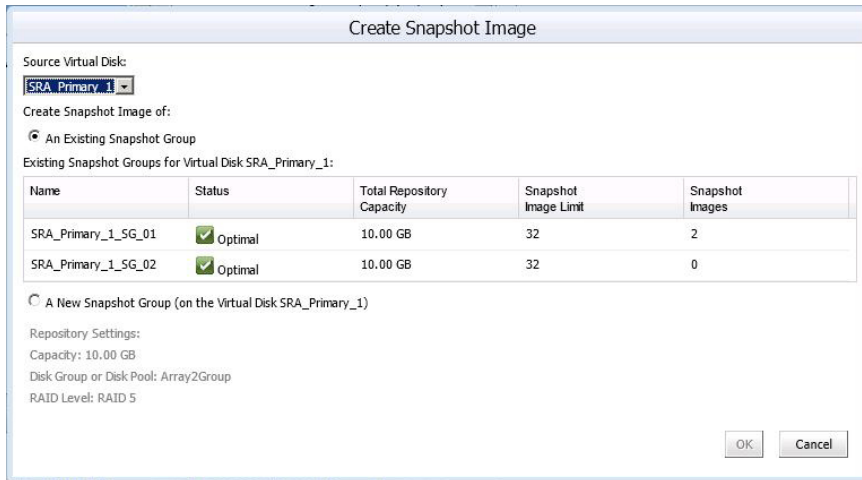 Create Snapshot Image
Source Virtual Disk:
SRA_Primary_1
Create Snapshot Image of:
An Existing Snapshot Group
Existing Snapshot Groups for Virtual Disk SRA_Primary_1:
Name Status Total Repository Capacity Snapshot Image Limit Snapshot Images
SRA_Primary_1_SG_01 Optimal 10.00 GB 32 2
SRA_Primary_1_SG_02 Optimal 10.00 GB 32 0
A New Snapshot Group (on the Virtual Disk SRA_Primary_1)
Repository Settings:
Capacity: 10.00 GB
Disk Group or Disk Pool: Array2Group
RAID Level: RAID 5
OK Cancel